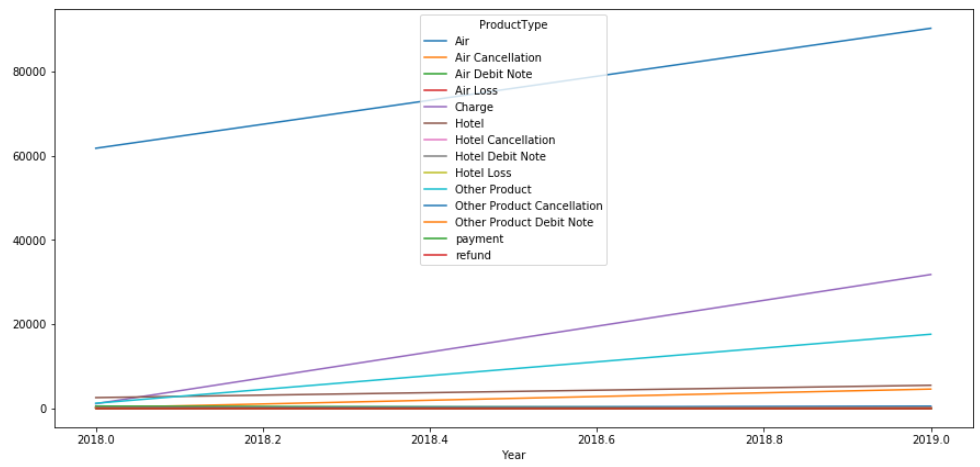 ProductType
Air
Air Cancellation
Air Debit Note
Air Loss
Charge
Hotel
Hotel Cancellation
Hotel Debit Note
Hotel Loss
Other Product
Other Product Cancellation
Other Product Debit Note
payment
refund
80000
60000
40000
20000
0
2018.0 2018.2 2018.4 2018.6 2018.8 2019.0
Year